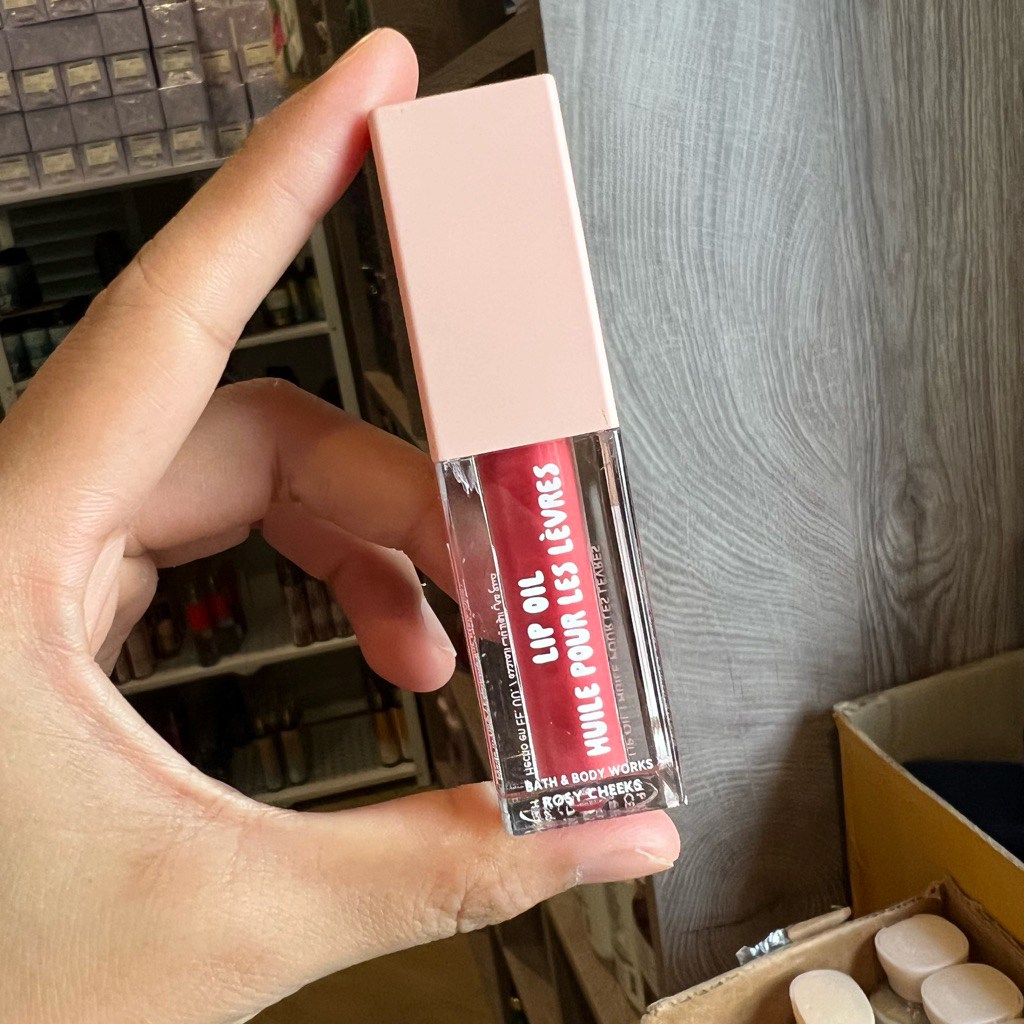 LIP OIL
HUILE POUR LES LÈVRES
BATH & BODY WORKS
ROSY CHEEKS